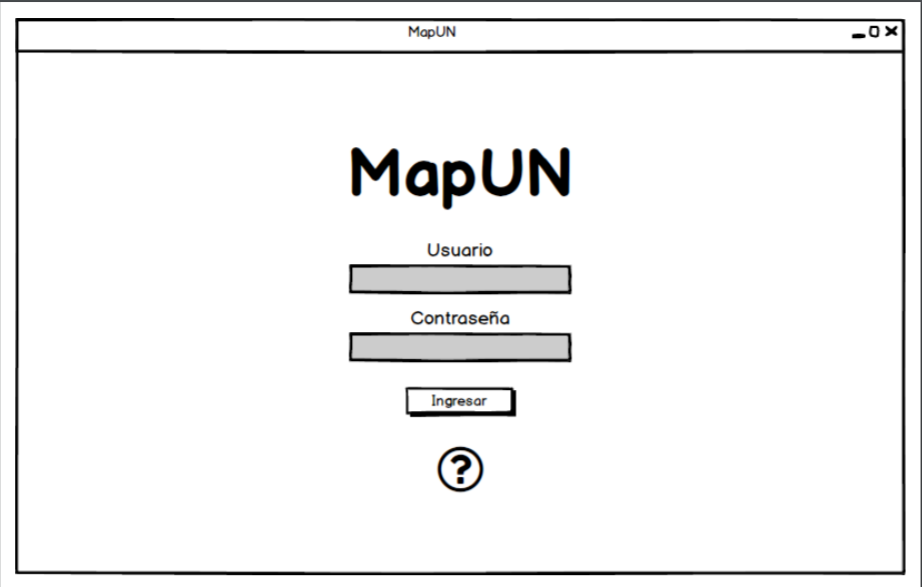 MapUN
MapUN
Usuario
Contraseña
Ingresar
?